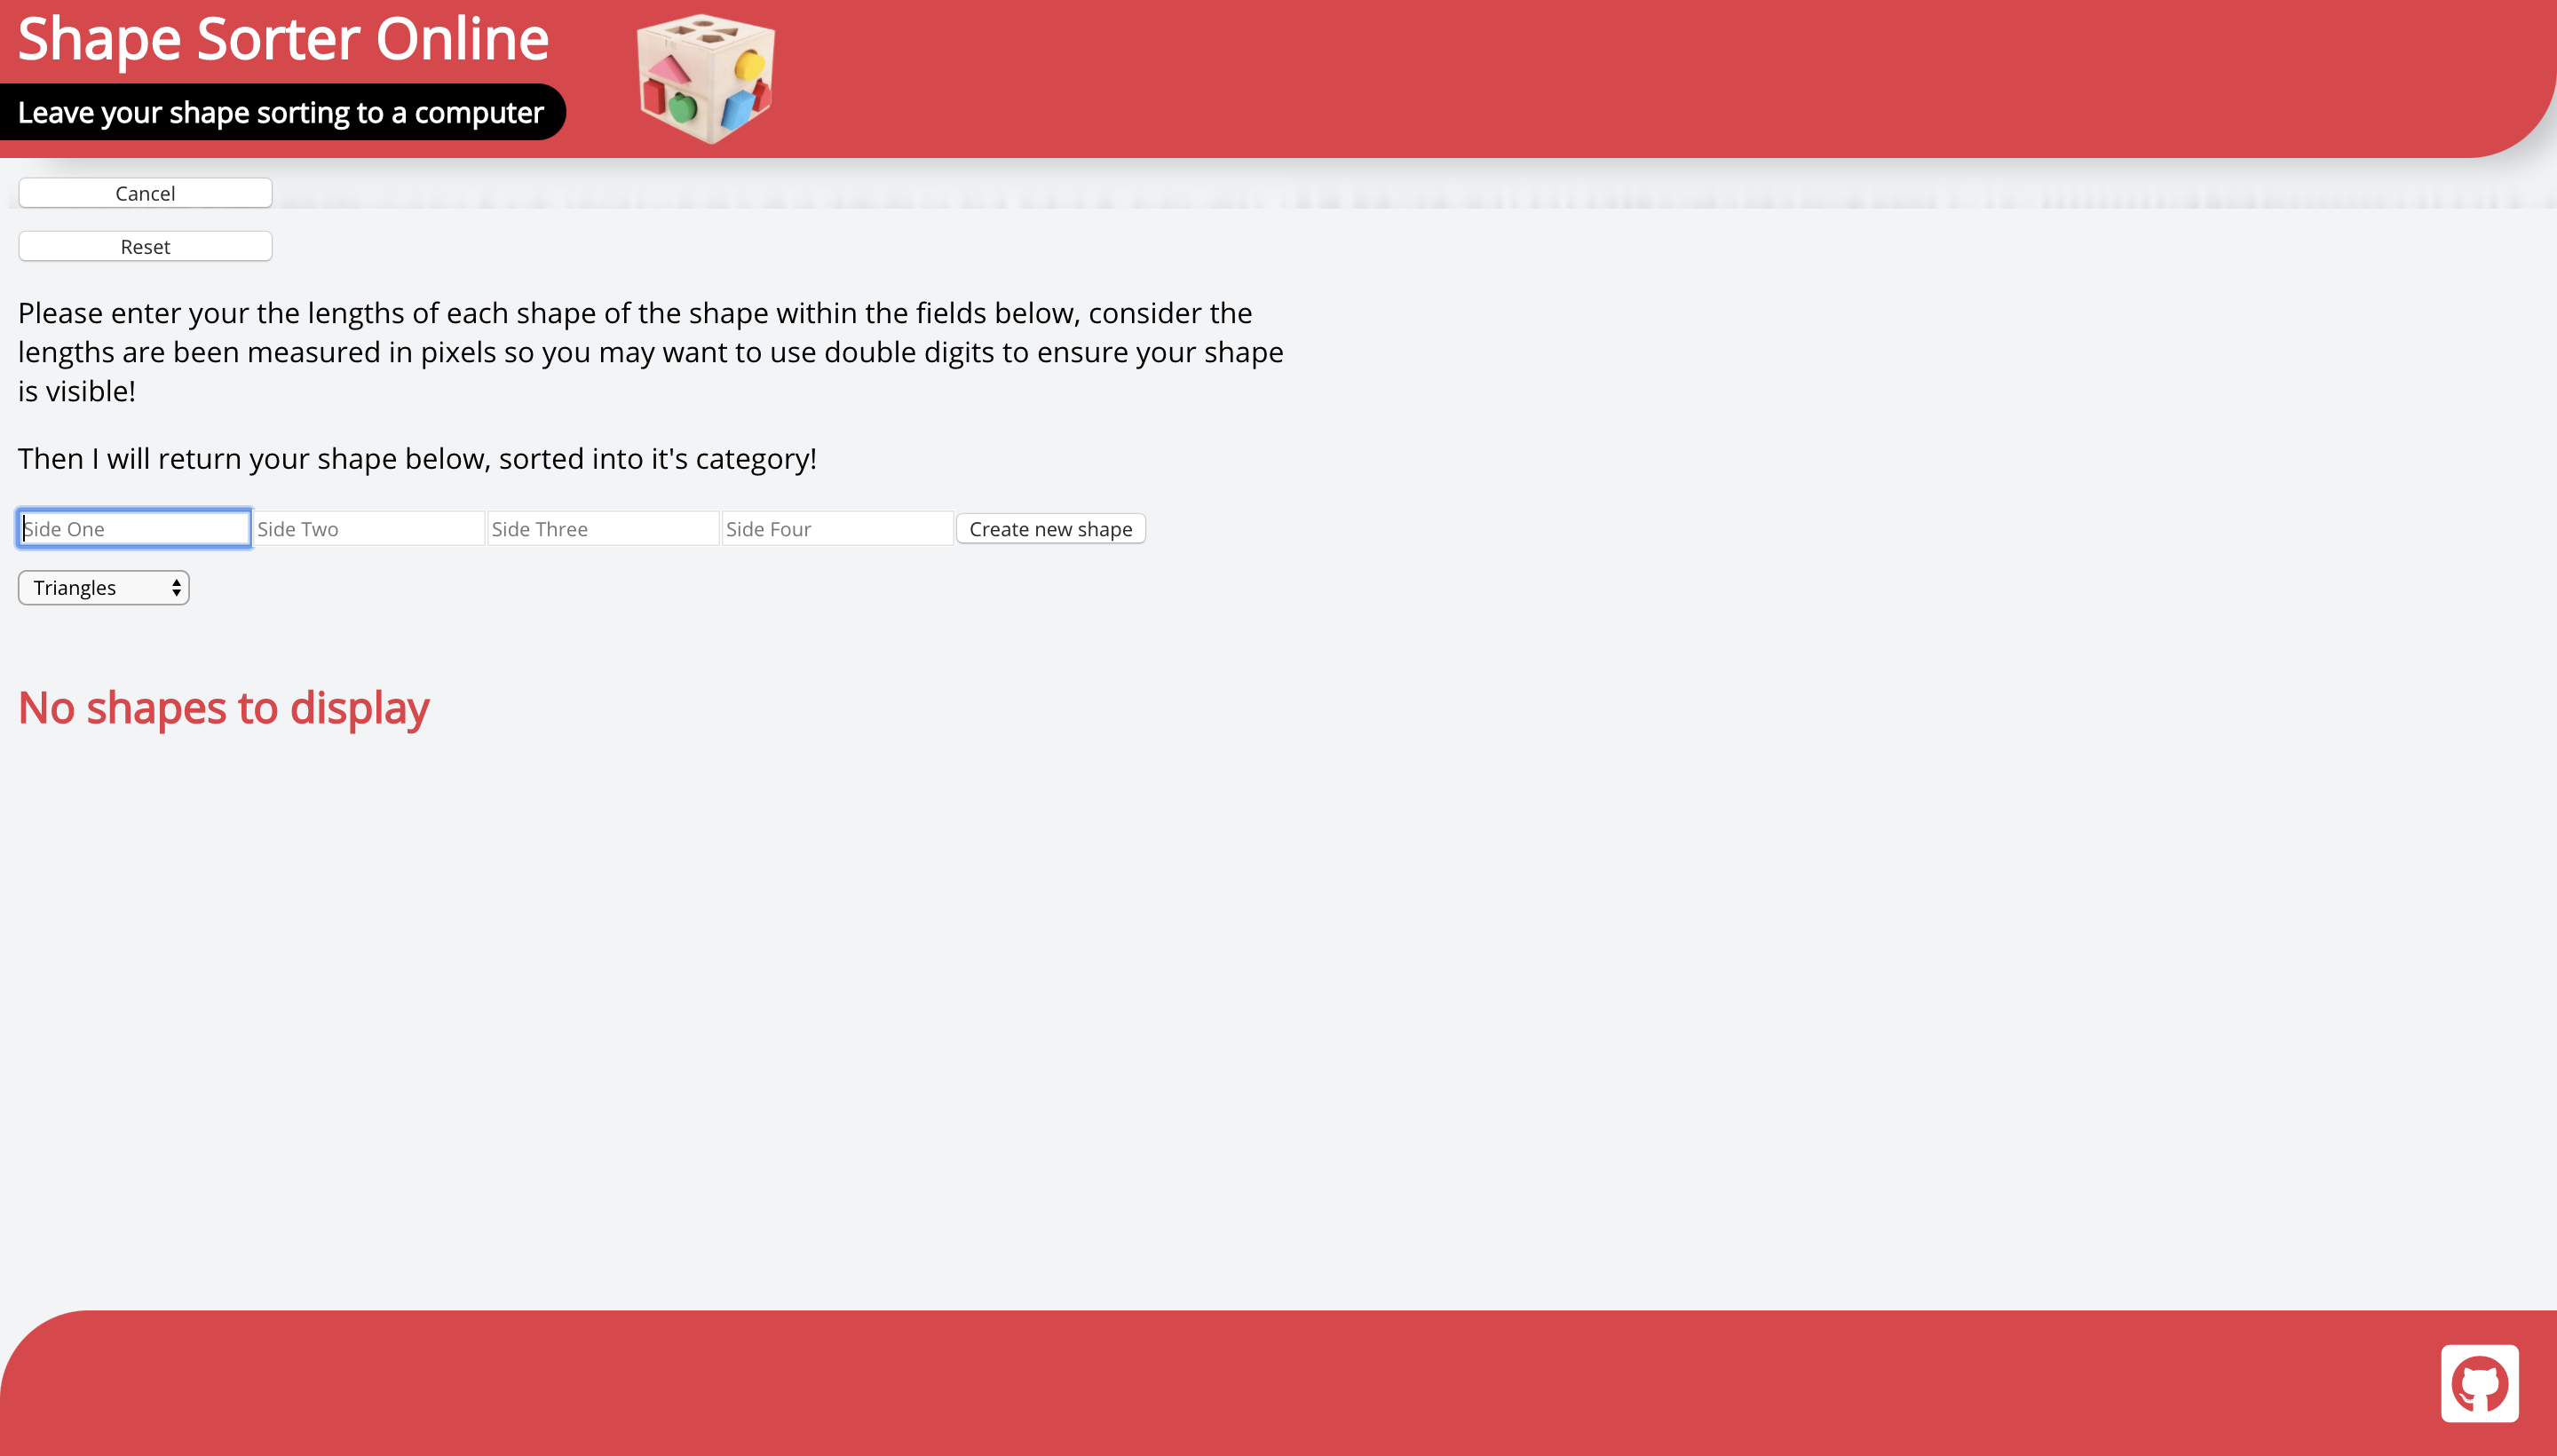 Shape Sorter Online
Leave your shape sorting to a computer
Cancel
Reset
Please enter your the lengths of each shape of the shape within the fields below, consider the
lengths are been measured in pixels so you may want to use double digits to ensure your shape
is visible!
Then I will return your shape below, sorted into it's category!
Side One Side Two Side Three Side Four Create new shape
Triangles
No shapes to display